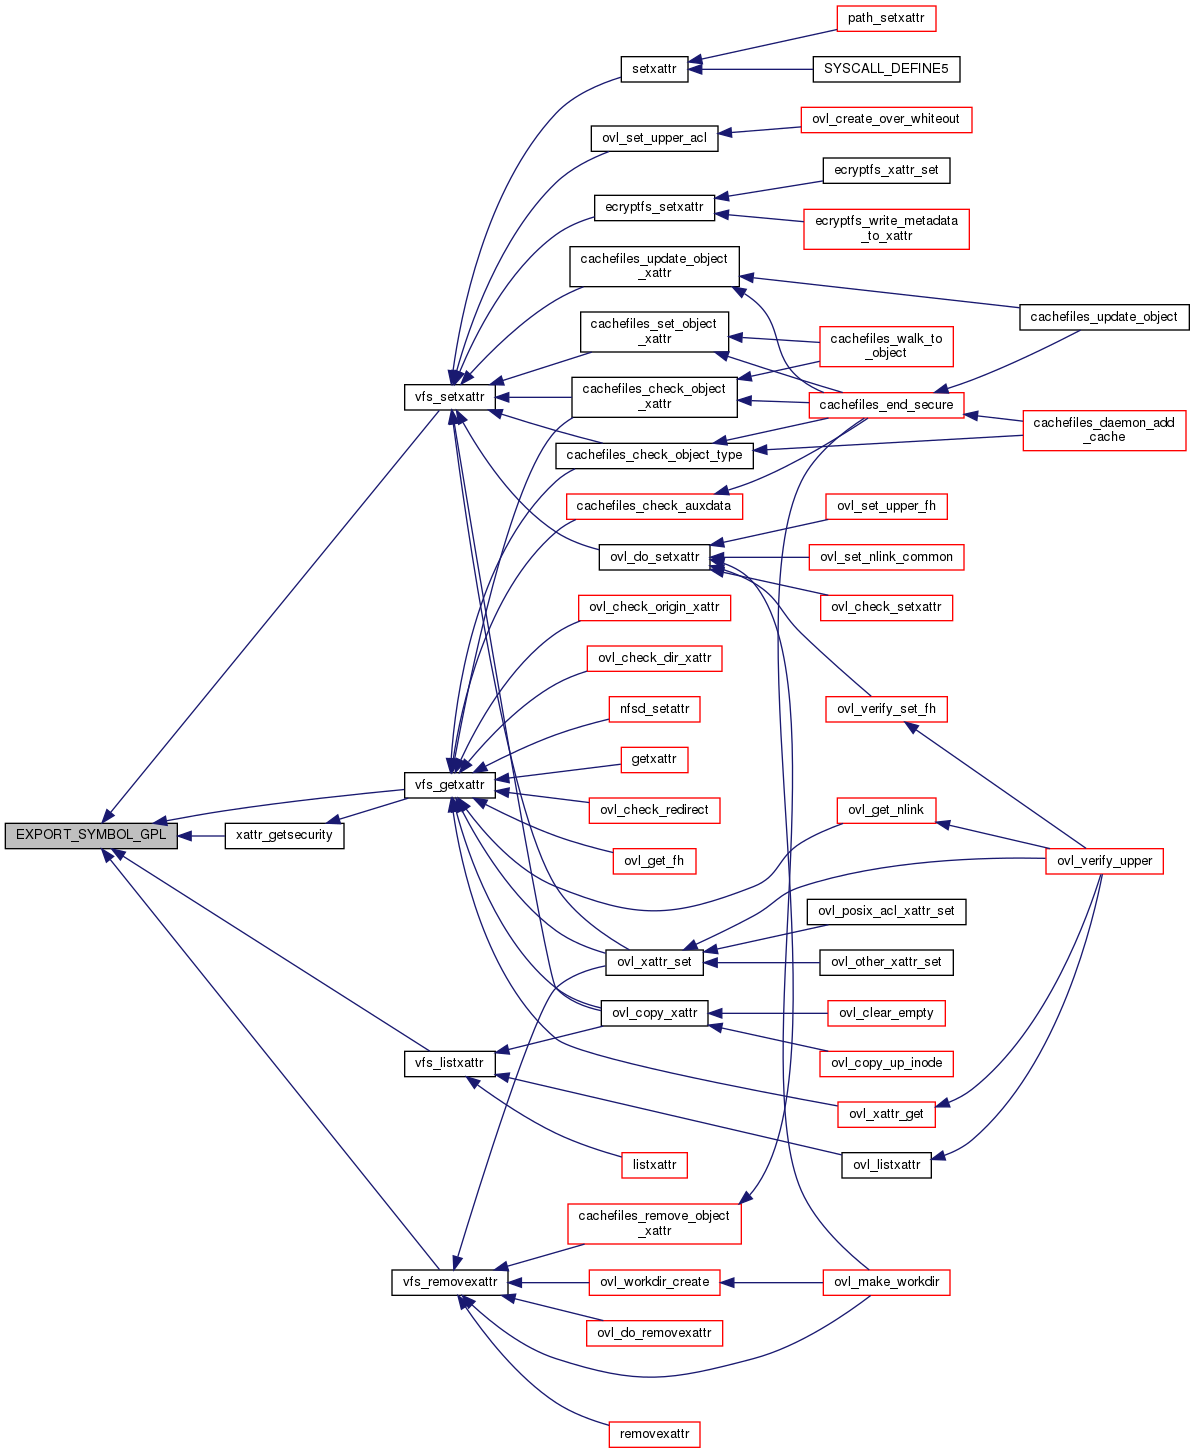 path_setxattr
setxattr
SYSCALL_DEFINE5
ovl_create_over_whiteout
ovl_set_upper_acl
ecryptfs_xattr_set
ecryptfs_setxattr
ecryptfs_write_metadata
_to_xattr
cachefiles_update_object
_xattr
cachefiles_update_object
cachefiles_set_object
_xattr
cachefiles_walk_to
_object
cachefiles_check_object
_xattr
vfs_setxattr
cachefiles_end_secure
cachefiles_daemon_add
_cache
cachefiles_check_object_type
cachefiles_check_auxdata
ovl_set_upper_fh
ovl_do_setxattr
ovl_set_nlink_common
ovl_check_origin_xattr
ovl_check_setxattr
ovl_check_dir_xattr
nfsd_setattr
ovl_verify_set_fh
getxattr
vfs_getxattr
ovl_check_redirect
ovl_get_nlink
EXPORT_SYMBOL_GPL
xattr_getsecurity
ovl_get_fh
ovl_verify_upper
ovl_posix_acl_xattr_set
ovl_xattr_set
ovl_other_xattr_set
ovl_copy_xattr
ovl_clear_empty
vfs_listxattr
ovl_copy_up_inode
ovl_xattr_get
listxattr
ovl_listxattr
cachefiles_remove_object
_xattr
vfs_removexattr
ovl_workdir_create
ovl_make_workdir
ovl_do_removexattr
removexattr